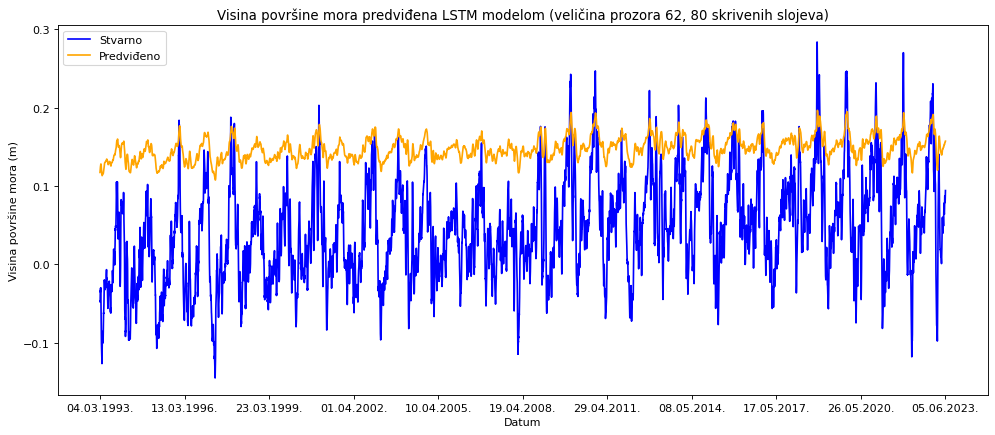 Visina površine mora predviđena LSTM modelom (veličina prozora 62, 80 skrivenih slojeva)
Stvarno
Predviđeno
Visina površine mora (m)
0.3
0.2
0.1
0.0
−0.1
04.03.1993. 13.03.1996. 23.03.1999. 01.04.2002. 10.04.2005. 19.04.2008. 29.04.2011. 08.05.2014. 17.05.2017. 26.05.2020. 05.06.2023.
Datum